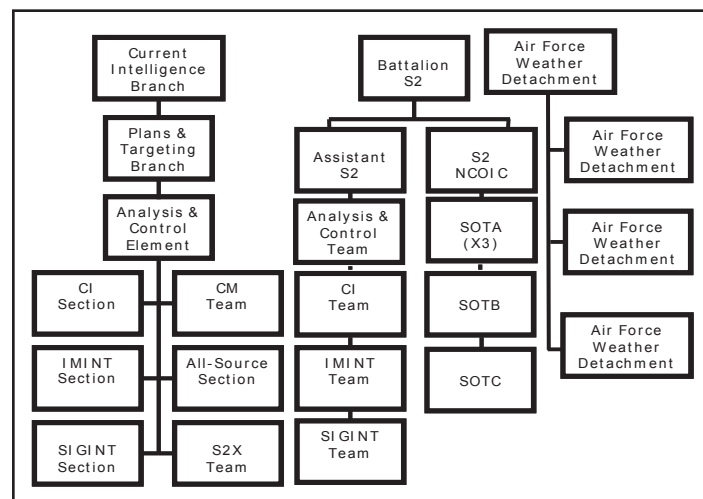 Current
Intelligence
Branch
Plans &
Targeting
Branch
Analysis &
Control
Element
CI
Section
CM
Team
IMINT
Section
All-Source
Section
SIGINT
Section
S2X
Team
Battalion
S2
Assistant
S2
S2
NCOIC
Analysis &
Control
Team
SOTA
(X3)
CI
Team
SOTB
IMINT
Team
SOTC
SIGINT
Team
Air Force
Weather
Detachment
Air Force
Weather
Detachment
Air Force
Weather
Detachment
Air Force
Weather
Detachment